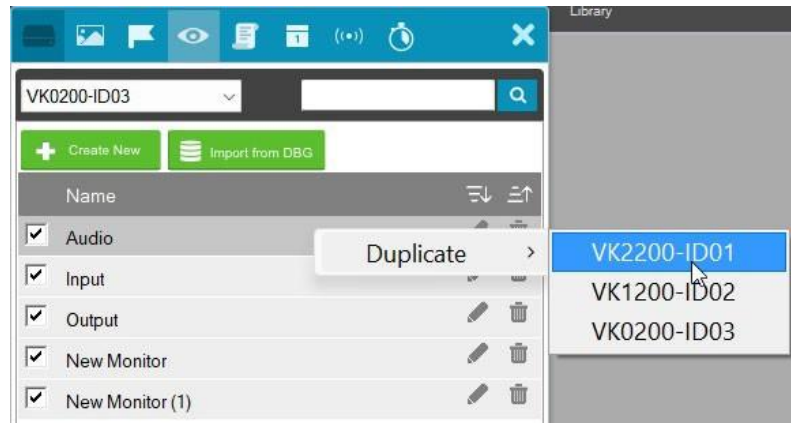 Library
1
VK0200-ID03
Create New
Import from DBG
Name
Audio
Duplicate
VK2200-ID01
Input
VK1200-ID02
Output
VK0200-ID03
New Monitor
New Monitor (1)